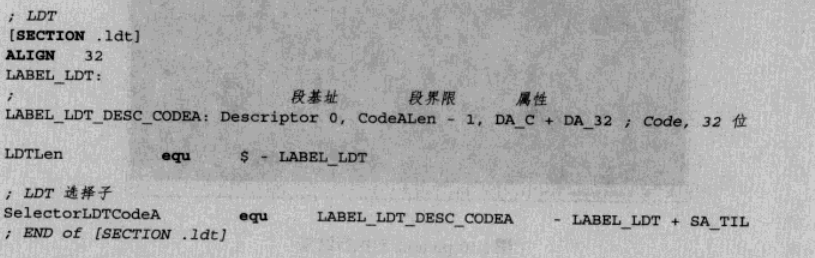 ; LDT
[SECTION .ldt]
ALIGN 32
LABEL_LDT:
; 段基址 段界限 属性
LABEL_LDT_DESC_CODEA: Descriptor 0, CodeALen - 1, DA_C + DA_32 ; Code, 32 位
LDTLen equ $ - LABEL_LDT
; LDT 选择子
SelectorLDTCodeA equ LABEL_LDT_DESC_CODEA - LABEL_LDT + SA_TIL
; END of [SECTION .ldt]